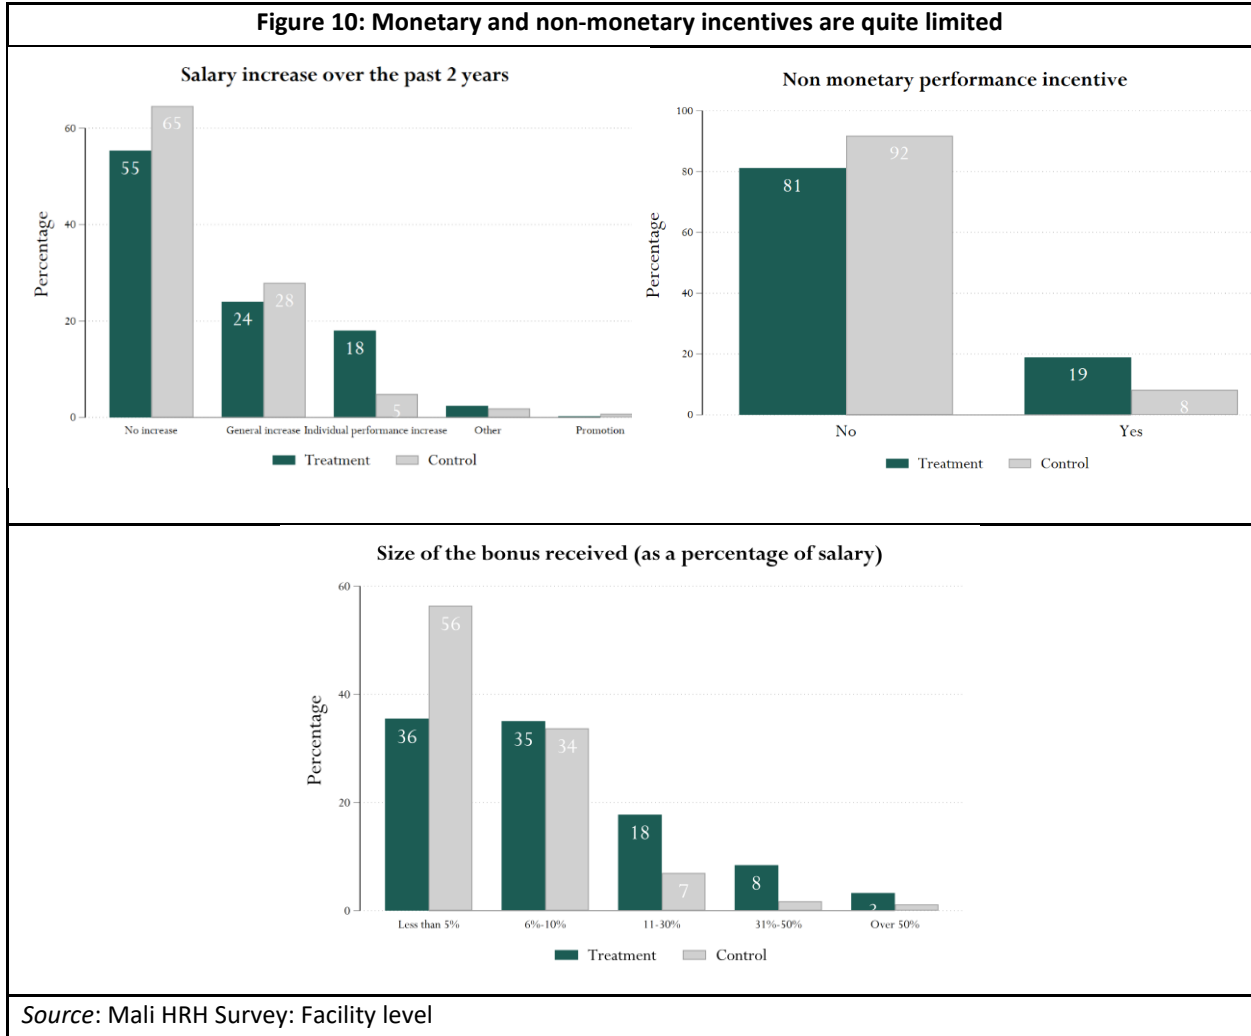 Figure 10: Monetary and non-monetary incentives are quite limited
Salary increase over the past 2 years
Percentage
60
40
20
0
55
65
24
28
18
5
No increase
General increase
Individual performance increase
Other
Promotion
Treatment
Control
Non monetary performance incentive
Percentage
100
80
60
40
20
0
81
92
19
8
No
Yes
Treatment
Control
Size of the bonus received (as a percentage of salary)
Percentage
60
40
20
0
36
56
35
34
18
7
8
Less than 5%
6%-10%
11-30%
31%-50%
Over 50%
Treatment
Control
Source: Mali HRH Survey: Facility level